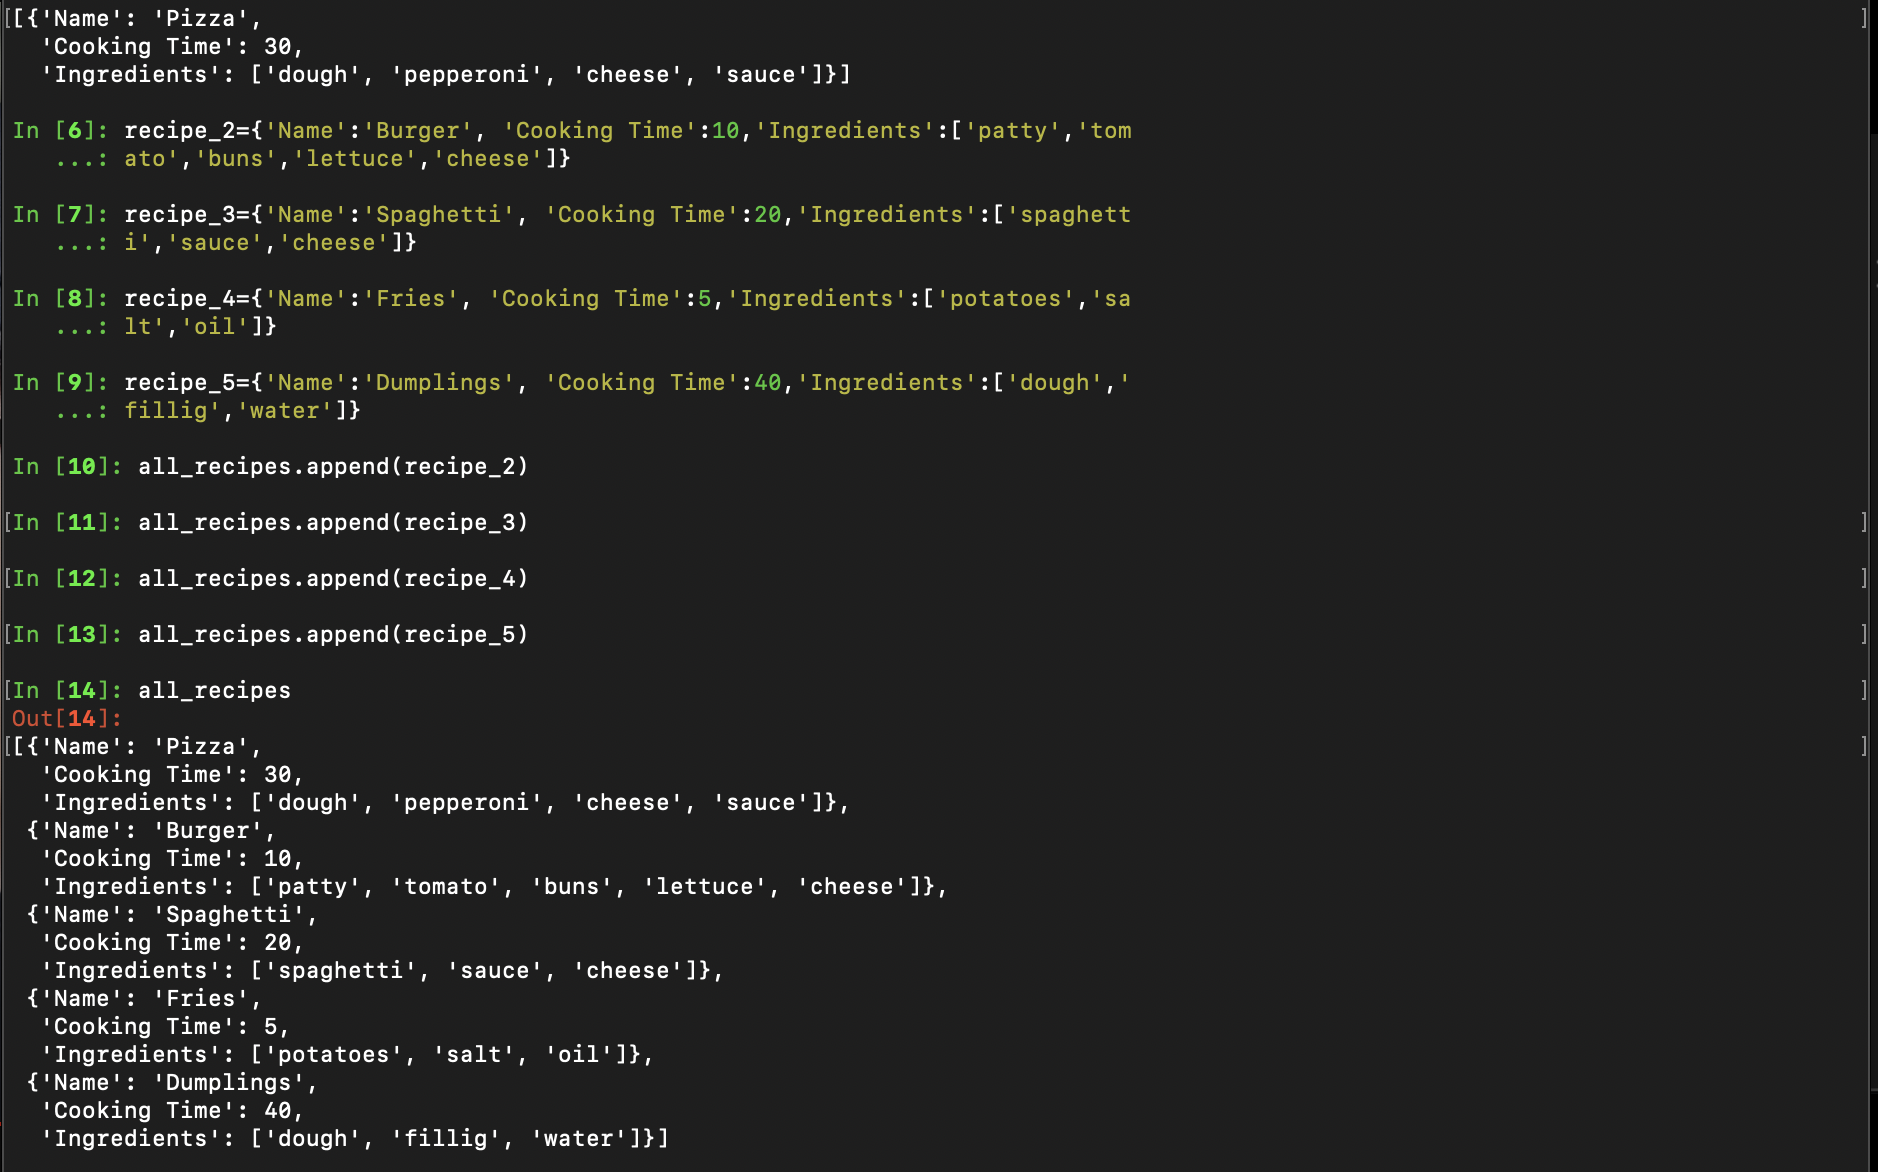 [{'Name': 'Pizza',
'Cooking Time': 30,
'Ingredients': ['dough', 'pepperoni', 'cheese', 'sauce']}]
In [6]: recipe_2={'Name':'Burger', 'Cooking Time':10,'Ingredients':['patty','tom
...: ato','buns','lettuce','cheese']}
In [7]: recipe_3={'Name':'Spaghetti', 'Cooking Time':20,'Ingredients':['spaghett
...: i','sauce','cheese']}
In [8]: recipe_4={'Name':'Fries', 'Cooking Time':5,'Ingredients':['potatoes','sa
...: lt','oil']}
In [9]: recipe_5={'Name':'Dumplings', 'Cooking Time':40,'Ingredients':['dough','
...: fillig','water']}
In [10]: all_recipes.append(recipe_2)
In [11]: all_recipes.append(recipe_3)
In [12]: all_recipes.append(recipe_4)
In [13]: all_recipes.append(recipe_5)
In [14]: all_recipes
Out[14]:
[{'Name': 'Pizza',
'Cooking Time': 30,
'Ingredients': ['dough', 'pepperoni', 'cheese', 'sauce']},
{'Name': 'Burger',
'Cooking Time': 10,
'Ingredients': ['patty', 'tomato', 'buns', 'lettuce', 'cheese']},
{'Name': 'Spaghetti',
'Cooking Time': 20,
'Ingredients': ['spaghetti', 'sauce', 'cheese']},
{'Name': 'Fries',
'Cooking Time': 5,
'Ingredients': ['potatoes', 'salt', 'oil']},
{'Name': 'Dumplings',
'Cooking Time': 40,
'Ingredients': ['dough', 'fillig', 'water']}]